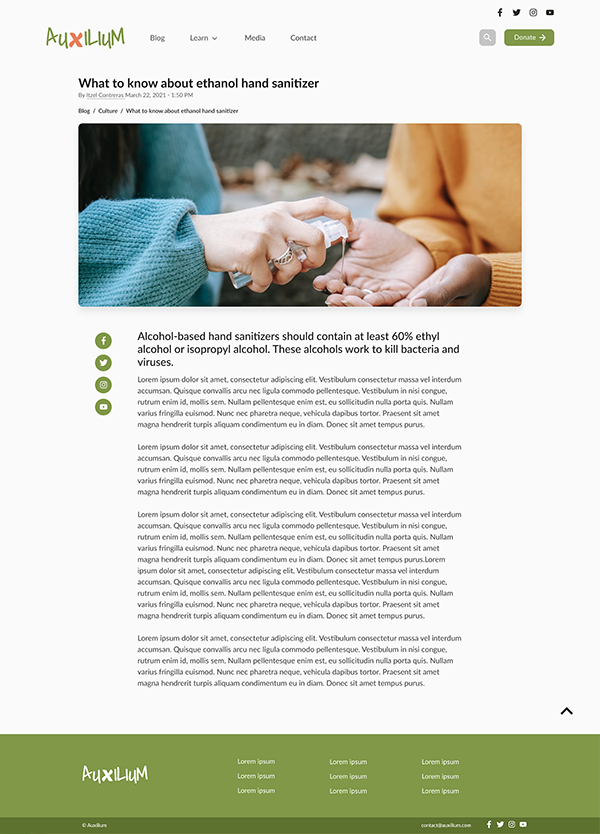 AuxILIuM
Blog Learn Media Contact
Donate
What to know about ethanol hand sanitizer
By Itzel Contreras March 22, 2021 - 1:50 PM
Blog / Culture / What to know about ethanol hand sanitizer
Alcohol-based hand sanitizers should contain at least 60% ethyl
alcohol or isopropyl alcohol. These alcohols work to kill bacteria and
viruses.
Lorem ipsum dolor sit amet, consectetur adipiscing elit. Vestibulum consectetur massa vel interdum
accumsan. Quisque convallis arcu nec ligula commodo pellentesque. Vestibulum in nisi congue,
rutrum enim id, mollis sem. Nullam pellentesque enim est, eu sollicitudin nulla porta quis. Nullam
varius fringilla euismod. Nunc nec pharetra neque, vehicula dapibus tortor. Praesent sit amet
magna hendrerit turpis aliquam condimentum eu in diam. Donec sit amet tempus purus.
Lorem ipsum dolor sit amet, consectetur adipiscing elit. Vestibulum consectetur massa vel interdum
accumsan. Quisque convallis arcu nec ligula commodo pellentesque. Vestibulum in nisi congue,
rutrum enim id, mollis sem. Nullam pellentesque enim est, eu sollicitudin nulla porta quis. Nullam
varius fringilla euismod. Nunc nec pharetra neque, vehicula dapibus tortor. Praesent sit amet
magna hendrerit turpis aliquam condimentum eu in diam. Donec sit amet tempus purus.
Lorem ipsum dolor sit amet, consectetur adipiscing elit. Vestibulum consectetur massa vel interdum
accumsan. Quisque convallis arcu nec ligula commodo pellentesque. Vestibulum in nisi congue,
rutrum enim id, mollis sem. Nullam pellentesque enim est, eu sollicitudin nulla porta quis. Nullam
varius fringilla euismod. Nunc nec pharetra neque, vehicula dapibus tortor. Praesent sit amet
magna hendrerit turpis aliquam condimentum eu in diam. Donec sit amet tempus purus.Lorem
ipsum dolor sit amet, consectetur adipiscing elit. Vestibulum consectetur massa vel interdum
accumsan. Quisque convallis arcu nec ligula commodo pellentesque. Vestibulum in nisi congue,
rutrum enim id, mollis sem. Nullam pellentesque enim est, eu sollicitudin nulla porta quis. Nullam
varius fringilla euismod. Nunc nec pharetra neque, vehicula dapibus tortor. Praesent sit amet
magna hendrerit turpis aliquam condimentum eu in diam. Donec sit amet tempus purus.
Lorem ipsum dolor sit amet, consectetur adipiscing elit. Vestibulum consectetur massa vel interdum
accumsan. Quisque convallis arcu nec ligula commodo pellentesque. Vestibulum in nisi congue,
rutrum enim id, mollis sem. Nullam pellentesque enim est, eu sollicitudin nulla porta quis. Nullam
varius fringilla euismod. Nunc nec pharetra neque, vehicula dapibus tortor. Praesent sit amet
magna hendrerit turpis aliquam condimentum eu in diam. Donec sit amet tempus purus.
AuxILIuM
Lorem ipsum Lorem ipsum Lorem ipsum
Lorem ipsum Lorem ipsum Lorem ipsum
Lorem ipsum Lorem ipsum Lorem ipsum
© Auxilium contact@auxilium.com